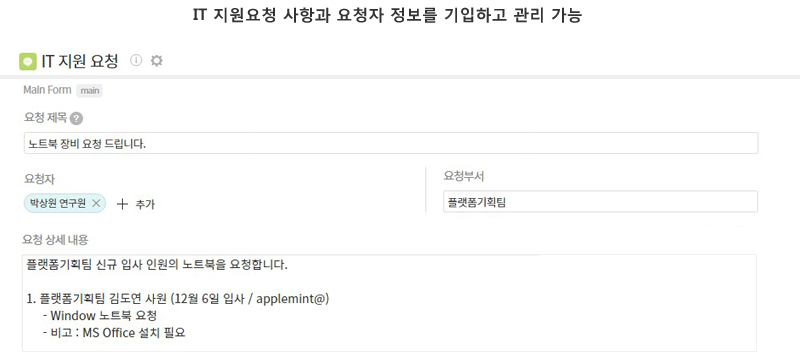 IT 지원요청 사항과 요청자 정보를 기입하고 관리 가능
IT 지원 요청
Main Form main
요청 제목 ?
노트북 장비 요청 드립니다.
요청자
박상원 연구원 × + 추가
요청부서
플랫폼기획팀
요청 상세 내용
플랫폼기획팀 신규 입사 인원의 노트북을 요청합니다.
1. 플랫폼기획팀 김도연 사원 (12월 6일 입사 / applemint@)
- Window 노트북 요청
- 비고 : MS Office 설치 필요